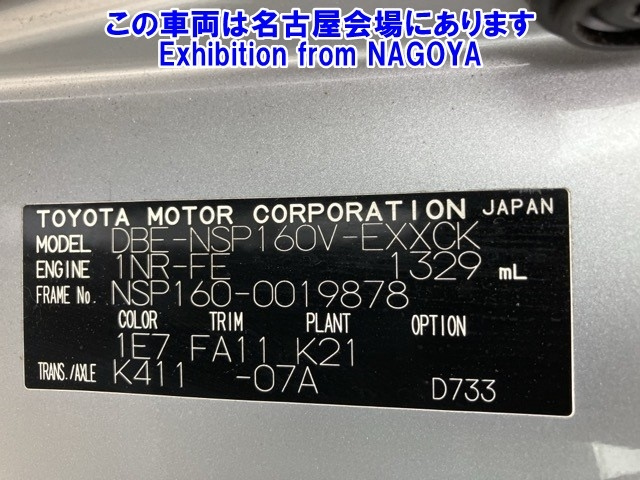 この車両は名古屋会場にあります
Exhibition from NAGOYA
TOYOTA MOTOR CORPORATION JAPAN
MODEL DBE-NSP160V-EXXCK
ENGINE 1NR-FE 1329 mL
FRAME No. NSP160-0019878
COLOR TRIM PLANT OPTION
1E7 FA11 K21
TRANS./AXLE K411 -07A
D733